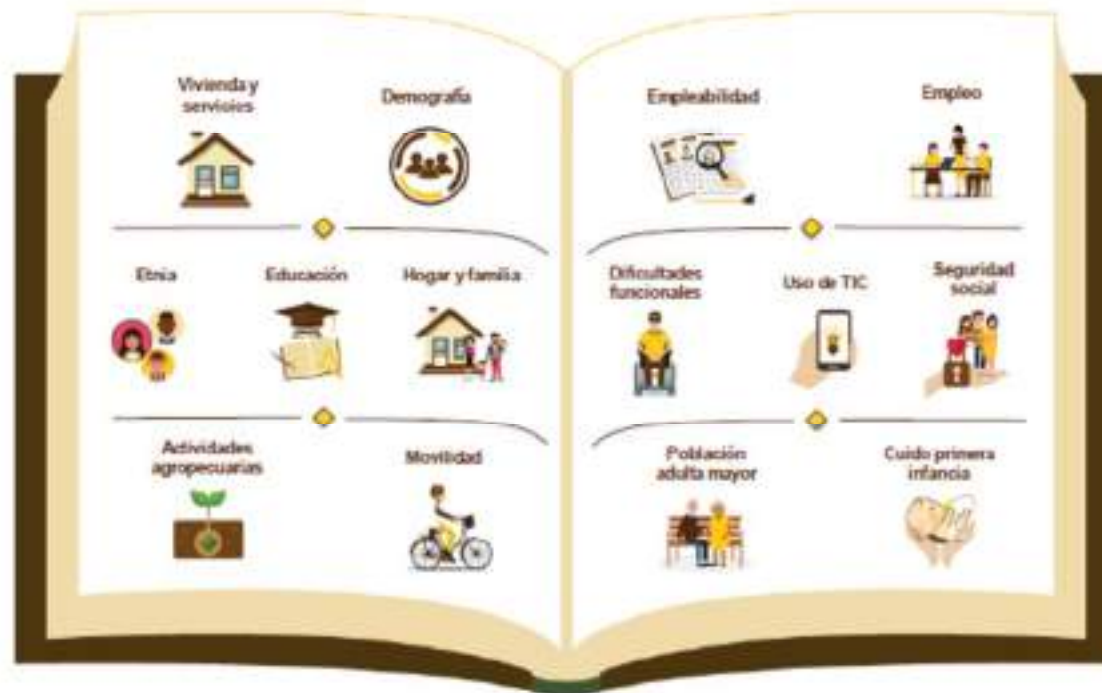 Vivienda y
servicios
Demografía
Etnia
Educación
Hogar y familia
Actividades
agropecuarias
Movilidad
Empleabilidad
Empleo
Dificultades
funcionales
Uso de TIC
Seguridad
social
Población
adulta mayor
Cuido primera
infancia